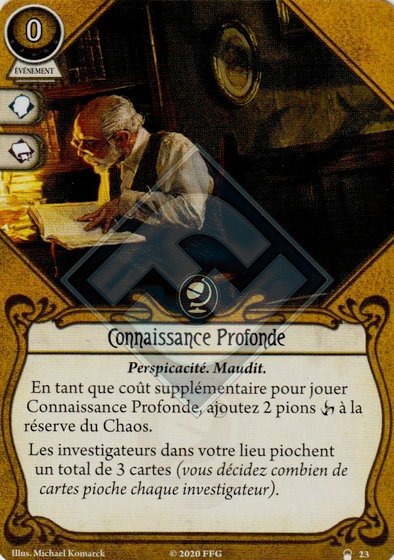 0
ÉVÉNEMENT
Connaissance Profonde
Perspicacité. Maudit.
En tant que coût supplémentaire pour jouer
Connaissance Profonde, ajoutez 2 pions à la
réserve du Chaos.
Les investigateurs dans votre lieu piochent
un total de 3 cartes (vous décidez combien de
cartes pioche chaque investigateur).
Illus. Michael Komarck
© 2020 FFG
23